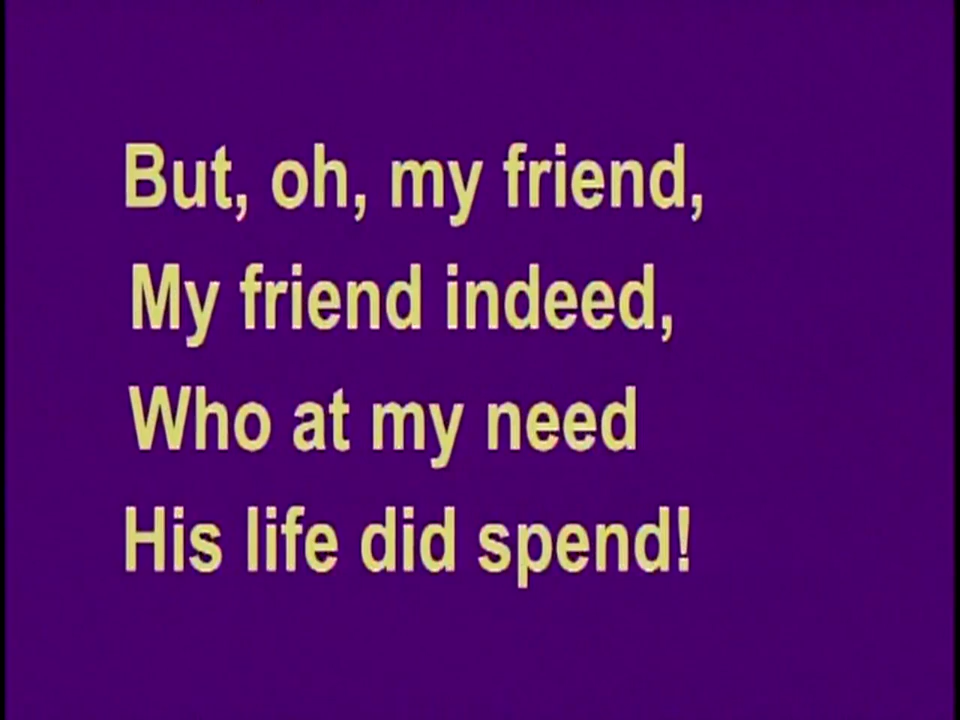 But, oh, my friend,
My friend indeed,
Who at my need
His life did spend!